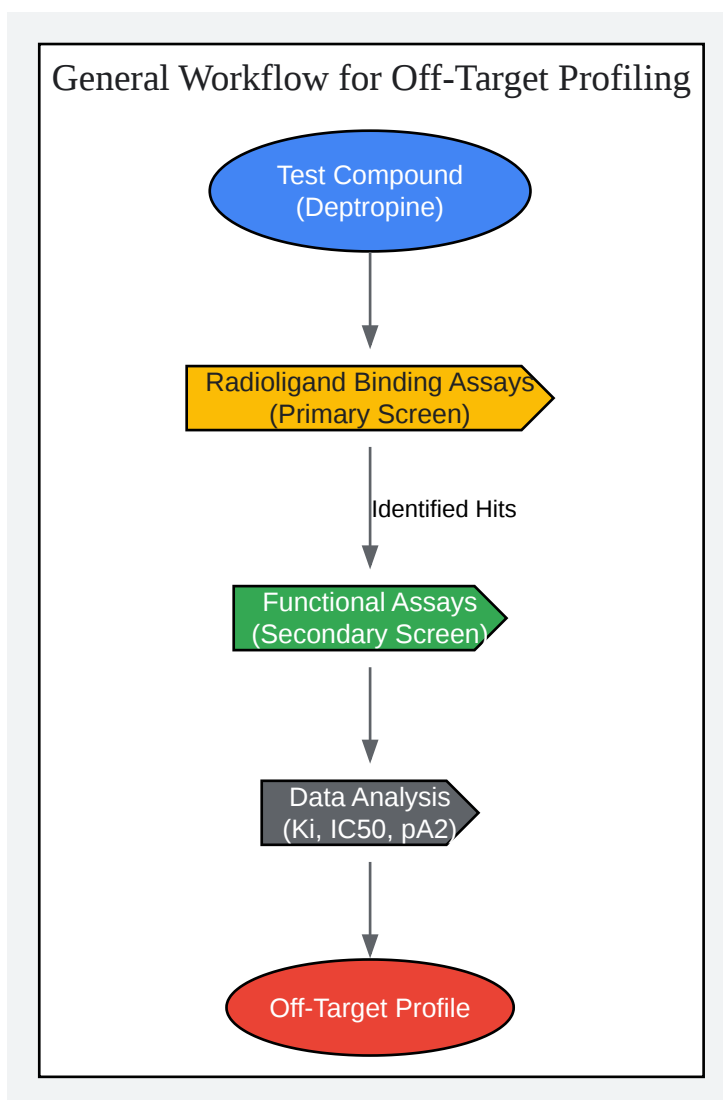 General Workflow for Off-Target Profiling
Test Compound
(Deptropine)
Radioligand Binding Assays
(Primary Screen)
Identified Hits
Functional Assays
(Secondary Screen)
Data Analysis
(Ki, IC50, pA2)
Off-Target Profile